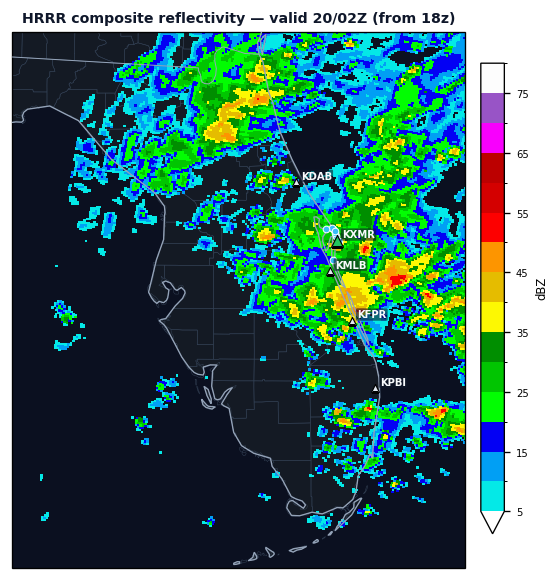 HRRR composite reflectivity — valid 20/02Z (from 18z)
75
65
KDAB
55
KXMR
45
KMLB
dBZ
KFPR
35
25
KPBI
15
5